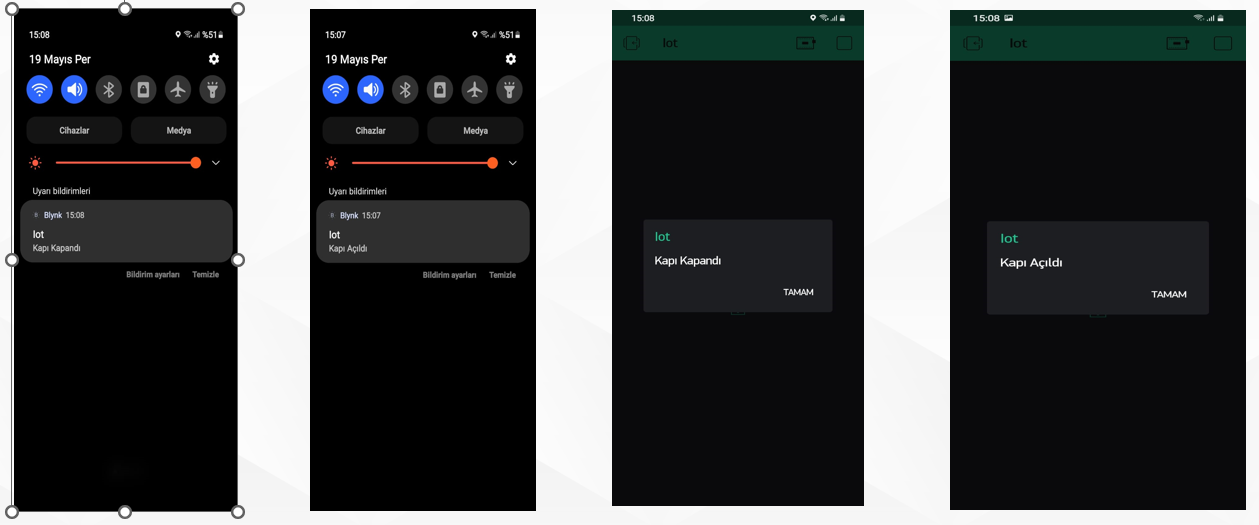 15:08
%51
19 Mayıs Per
Cihazlar
Medya
Uyarı bildirimleri
Blynk 15:08
Iot
Kapı Kapandı
Bildirim ayarları Temizle
15:07
%51
19 Mayıs Per
Cihazlar
Medya
Uyarı bildirimleri
Blynk 15:07
Iot
Kapı Açıldı
Bildirim ayarları Temizle
15:08
Iot
Iot
Kapı Kapandı
TAMAM
15:08
Iot
Iot
Kapı Açıldı
TAMAM